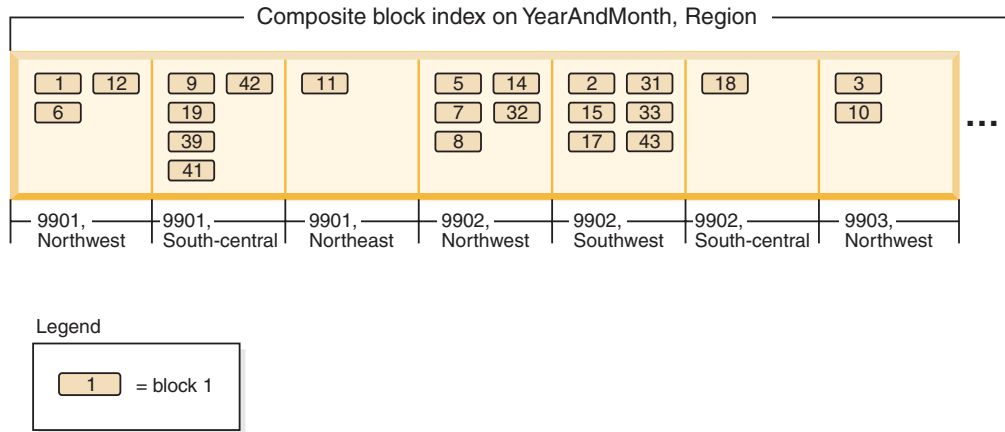 Composite block index on YearAndMonth, Region
1 12 9 42 11 5 14 2 31 18 3
6 19 7 32 15 33 10 ...
39 8 17 43
41
9901, 9901, 9901, 9902, 9902, 9902, 9903,
Northwest South-central Northeast Northwest Southwest South-central Northwest
Legend
1 = block 1